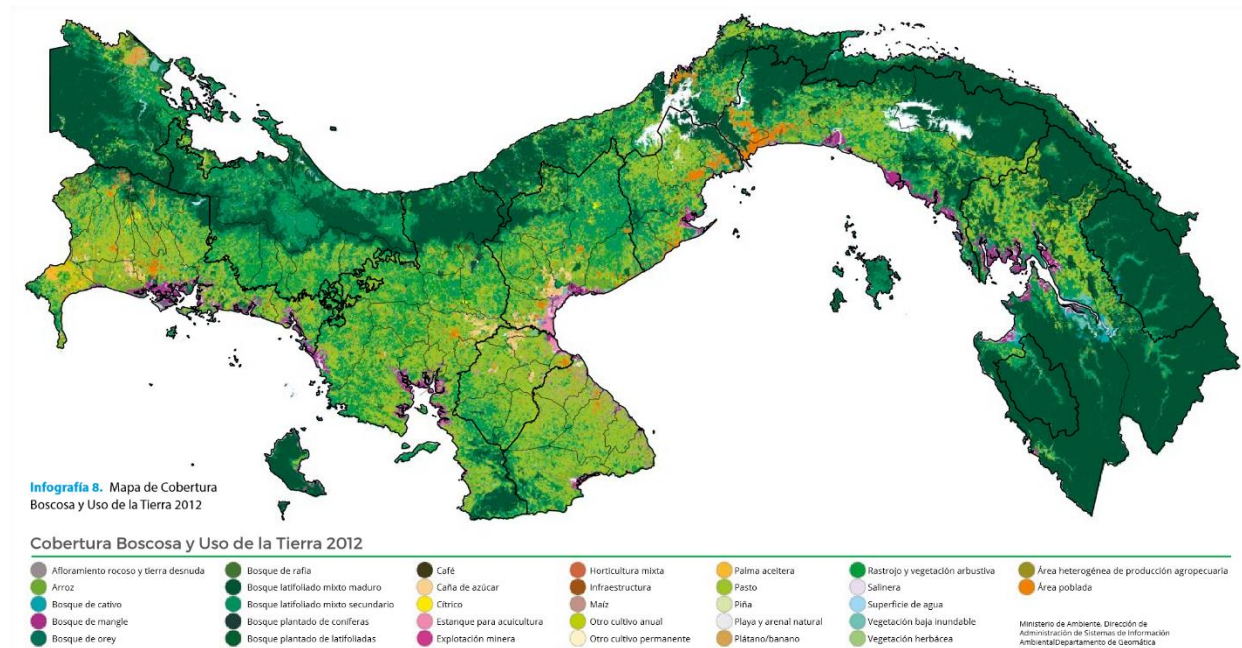 Infografía 8. Mapa de Cobertura
Boscosa y Uso de la Tierra 2012
Cobertura Boscosa y Uso de la Tierra 2012
Afloramiento rocoso y tierra desnuda
Arroz
Bosque de cativo
Bosque de mangle
Bosque de orey
Bosque de rafia
Bosque latifoliado mixto maduro
Bosque latifoliado mixto secundario
Bosque plantado de coníferas
Bosque plantado de latifoliadas
Café
Caña de azúcar
Cítrico
Estanque para acuicultura
Explotación minera
Horticultura mixta
Infraestructura
Maíz
Otro cultivo anual
Otro cultivo permanente
Palma aceitera
Pasto
Piña
Playa y arenal natural
Plátano/banano
Rastrojo y vegetación arbustiva
Salinera
Superficie de agua
Vegetación baja inundable
Vegetación herbácea
Área heterogénea de producción agropecuaria
Área poblada
Ministerio de Ambiente, Dirección de
Administración de Sistemas de Información
AmbientalDepartamento de Geomática